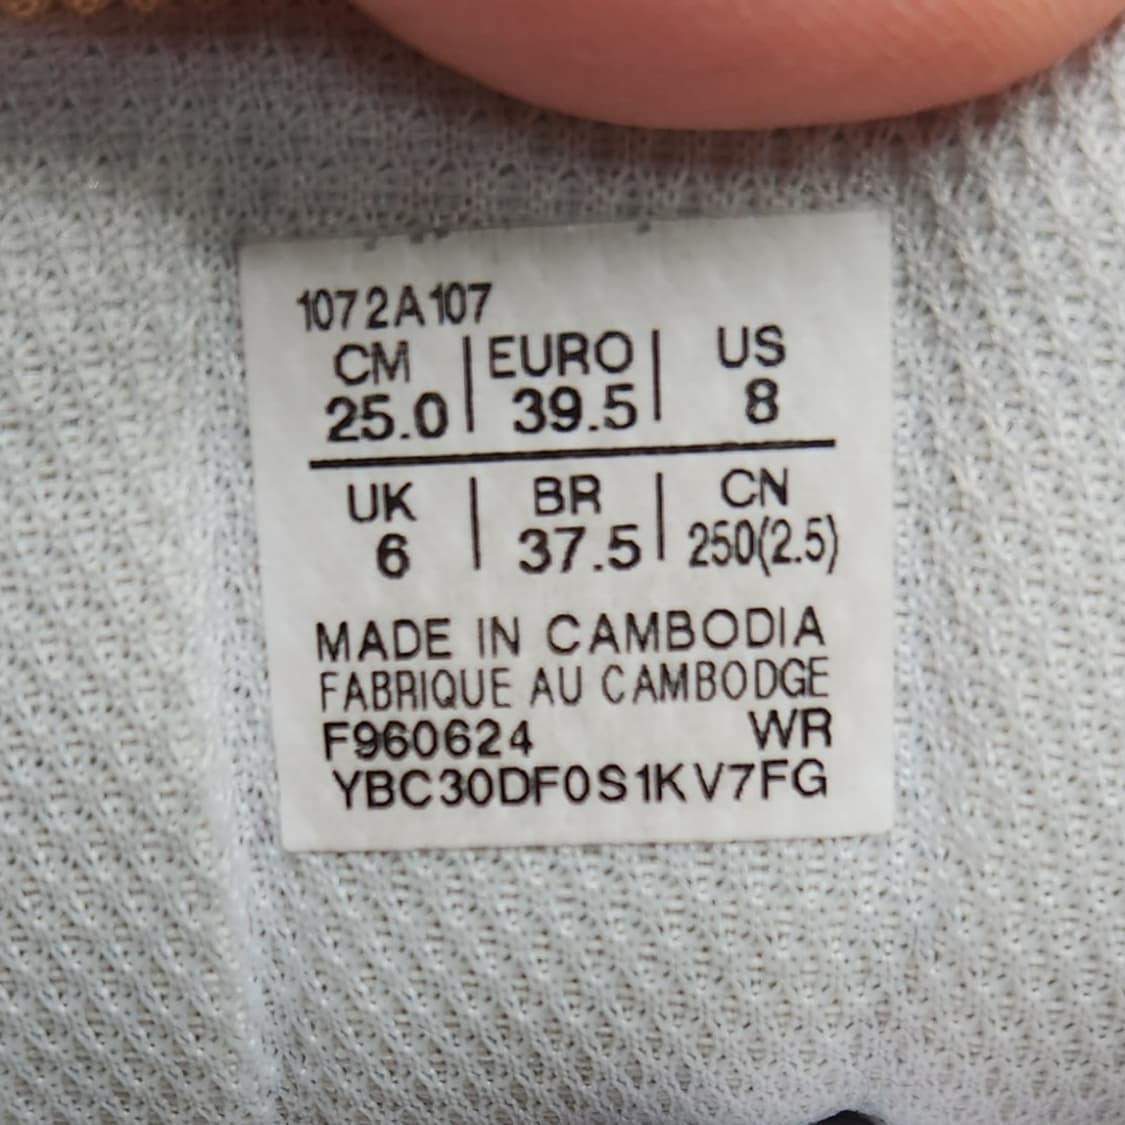 1072A107
CM | EURO | US
25.0 | 39.5 | 8
UK | BR | CN
6 | 37.5 | 250(2.5)
MADE IN CAMBODIA
FABRIQUE AU CAMBODGE
F960624 WR
YBC30DF0S1KV7FG